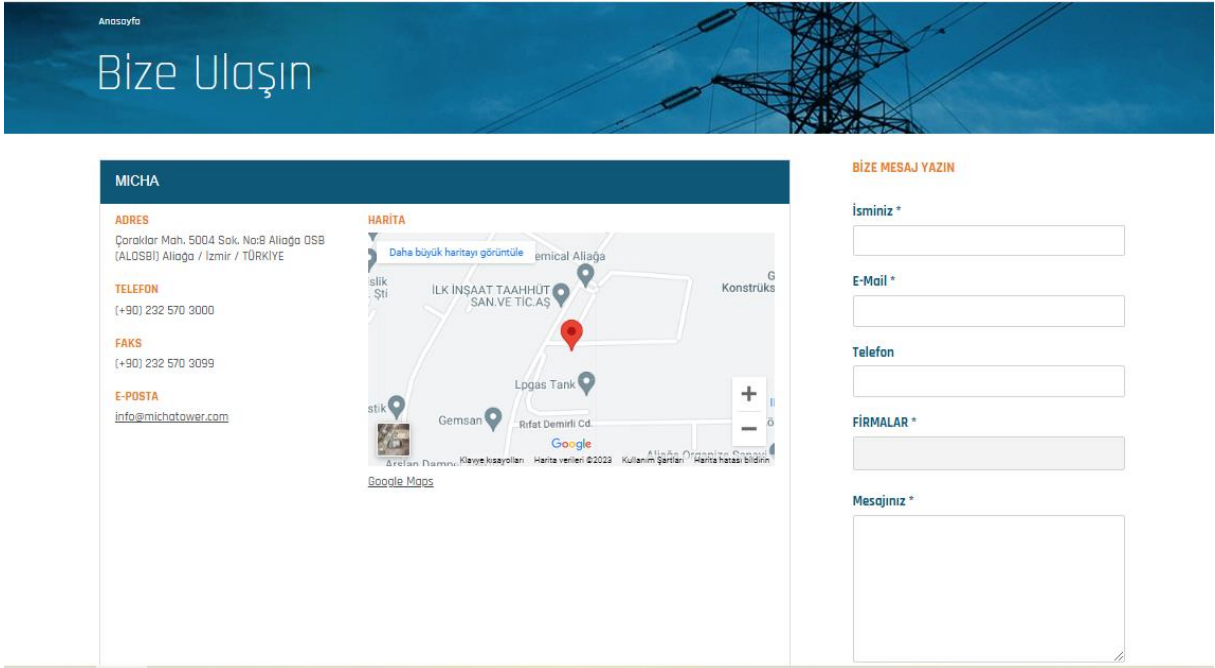 Anasayfa
Bize Ulaşın
MICHA
ADRES
Çoraklar Mah. 5004 Sok. No:8 Aliağa OSB
(ALOSBİ) Aliağa / İzmir / TÜRKİYE
TELEFON
(+90) 232 570 3000
FAKS
(+90) 232 570 3099
E-POSTA
info@michatower.com
HARİTA
Daha büyük haritayı görüntüle
emical Aliağa
İLK İNŞAAT TAAHHÜT
SAN.VE TİC.AŞ
G
Konstrüks
slik
Şti
Lpgas Tank
stik
Gemsan
Rıfat Demirli Cd.
Google
Klavye kısayolları
Harita verileri ©2023
Kullanım Şartları
Harita hatası bildirin
Google Maps
BİZE MESAJ YAZIN
İsminiz *
E-Mail *
Telefon
FİRMALAR *
Mesajınız *